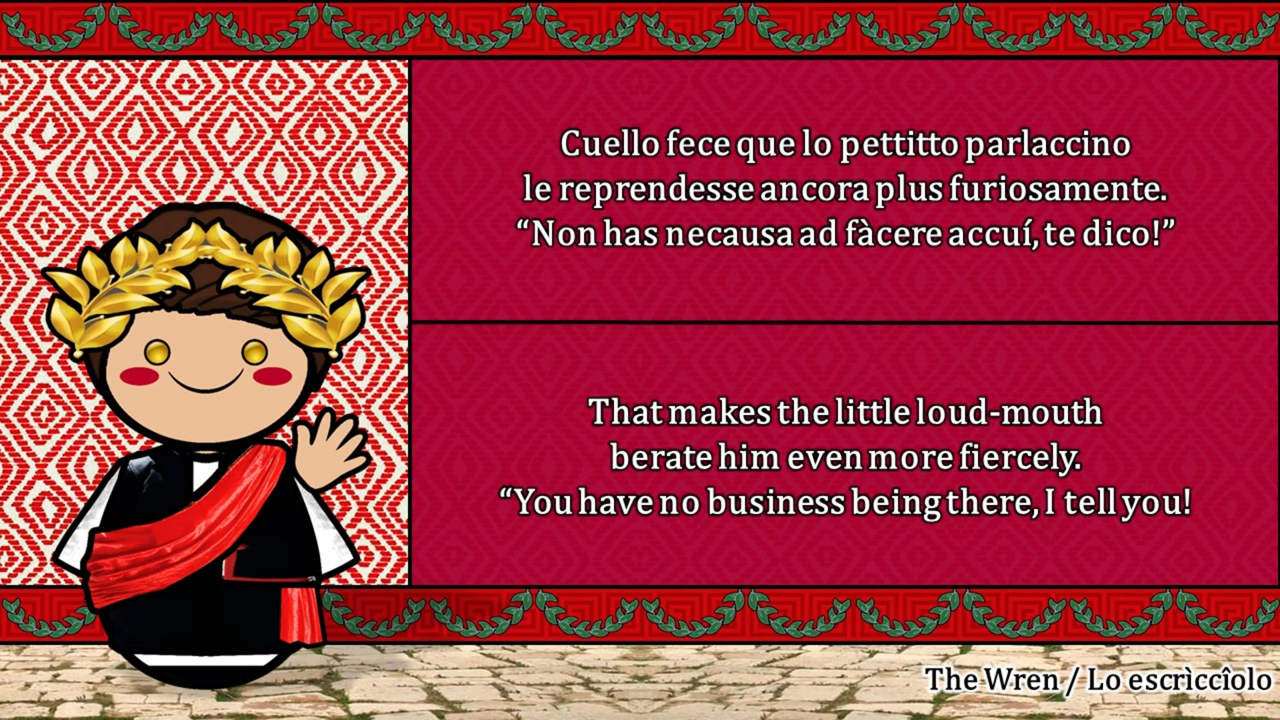 Cuello fece que lo pettitto parlaccino
le reprendesse ancora plus furiosamente.
“Non has necausa ad fàcere accuí, te dico!”
That makes the little loud-mouth
berate him even more fiercely.
“You have no business being there, I tell you!
The Wren / Lo escrìccîolo